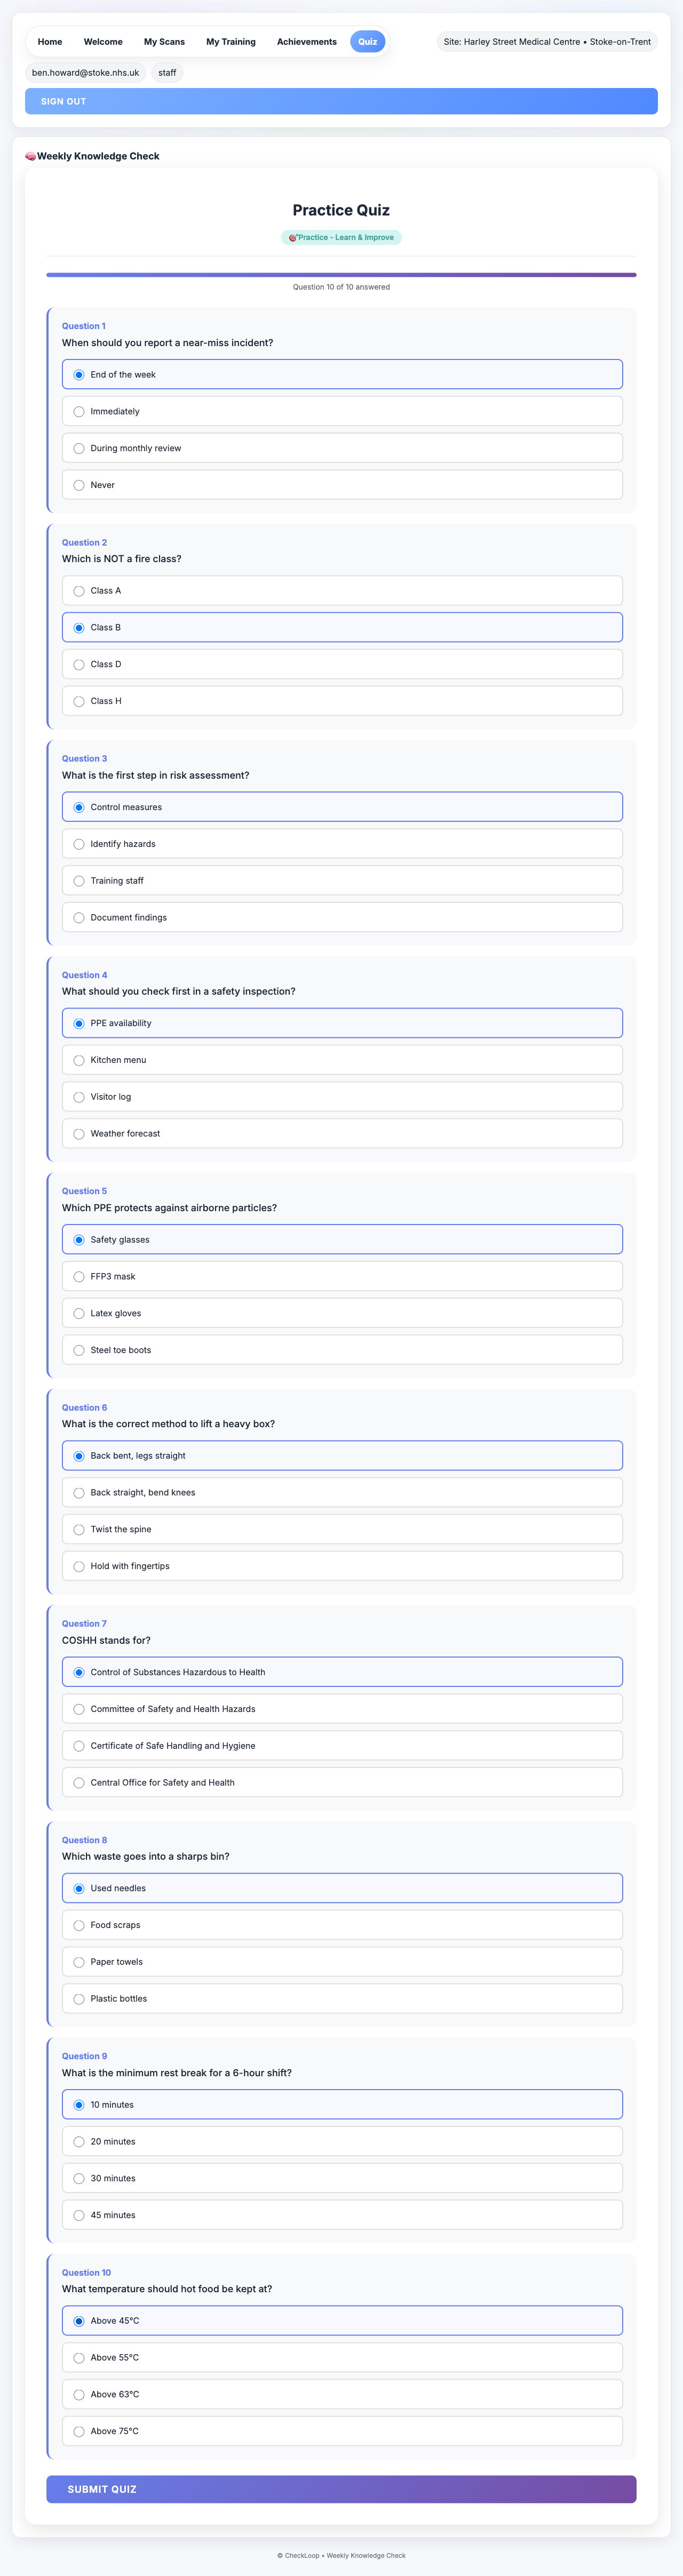 Home Welcome My Scans My Training Achievements Quiz
Site: Harley Street Medical Centre • Stoke-on-Trent
ben.howard@stoke.nhs.uk staff
SIGN OUT
🧠Weekly Knowledge Check
Practice Quiz
🎯Practice - Learn & Improve
Question 10 of 10 answered
Question 1
When should you report a near-miss incident?
End of the week
Immediately
During monthly review
Never
Question 2
Which is NOT a fire class?
Class A
Class B
Class D
Class H
Question 3
What is the first step in risk assessment?
Control measures
Identify hazards
Training staff
Document findings
Question 4
What should you check first in a safety inspection?
PPE availability
Kitchen menu
Visitor log
Weather forecast
Question 5
Which PPE protects against airborne particles?
Safety glasses
FFP3 mask
Latex gloves
Steel toe boots
Question 6
What is the correct method to lift a heavy box?
Back bent, legs straight
Back straight, bend knees
Twist the spine
Hold with fingertips
Question 7
COSHH stands for?
Control of Substances Hazardous to Health
Committee of Safety and Health Hazards
Certificate of Safe Handling and Hygiene
Central Office for Safety and Health
Question 8
Which waste goes into a sharps bin?
Used needles
Food scraps
Paper towels
Plastic bottles
Question 9
What is the minimum rest break for a 6-hour shift?
10 minutes
20 minutes
30 minutes
45 minutes
Question 10
What temperature should hot food be kept at?
Above 45°C
Above 55°C
Above 63°C
Above 75°C
SUBMIT QUIZ
© CheckLoop • Weekly Knowledge Check